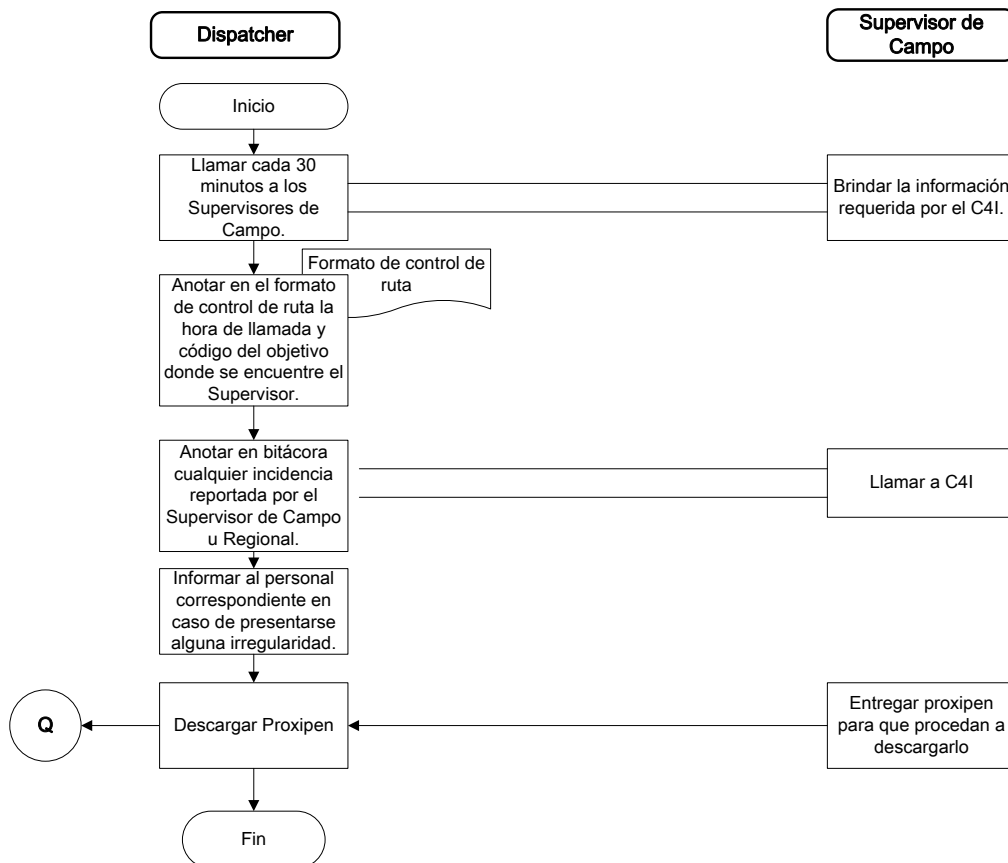 Dispatcher
Supervisor de
Campo
Inicio
Llamar cada 30
minutos a los
Supervisores de
Campo.
Brindar la información
requerida por el C4I.
Formato de control de
ruta
Anotar en el formato
de control de ruta la
hora de llamada y
código del objetivo
donde se encuentre el
Supervisor.
Anotar en bitácora
cualquier incidencia
reportada por el
Supervisor de Campo
u Regional.
Llamar a C4I
Informar al personal
correspondiente en
caso de presentarse
alguna irregularidad.
Q
Descargar Proxipen
Entregar proxipen
para que procedan a
descargarlo
Fin